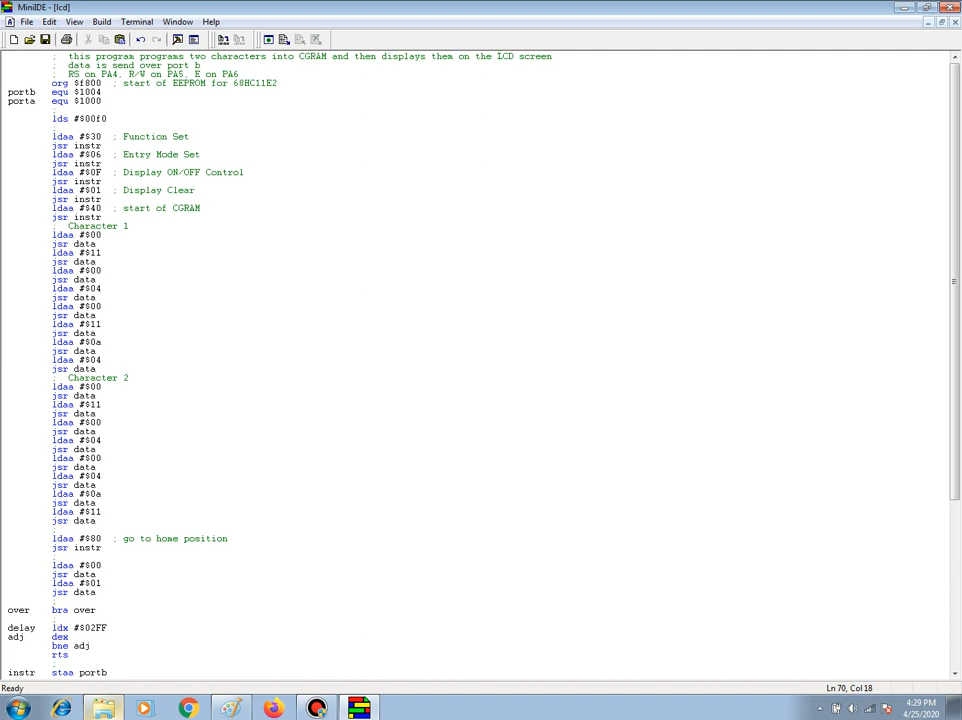 MiniIDE - [lcd]
File Edit View Build Terminal Window Help
; this program programs two characters into CGRAM and then displays them on the LCD screen
; data is send over port b
; RS on PA4, R/W on PA5, E on PA6
org $f800 ; start of EEPROM for 68HC11E2
portb equ $1004
porta equ $1000
;
lds #$00f0
;
ldaa #$30 ; Function Set
jsr instr
ldaa #$06 ; Entry Mode Set
jsr instr
ldaa #$0F ; Display ON/OFF Control
jsr instr
ldaa #$01 ; Display Clear
jsr instr
ldaa #$40 ; start of CGRAM
jsr instr
; Character 1
ldaa #$00
jsr data
ldaa #$11
jsr data
ldaa #$00
jsr data
ldaa #$04
jsr data
ldaa #$00
jsr data
ldaa #$11
jsr data
ldaa #$0a
jsr data
ldaa #$04
jsr data
; Character 2
ldaa #$00
jsr data
ldaa #$11
jsr data
ldaa #$00
jsr data
ldaa #$04
jsr data
ldaa #$00
jsr data
ldaa #$04
jsr data
ldaa #$0a
jsr data
ldaa #$11
jsr data
;
ldaa #$80 ; go to home position
jsr instr
;
ldaa #$00
jsr data
ldaa #$01
jsr data
;
over bra over
;
delay ldx #$02FF
adj dex
bne adj
rts
;
instr staa portb
Ready Ln 70, Col 18
4:29 PM
4/25/2020